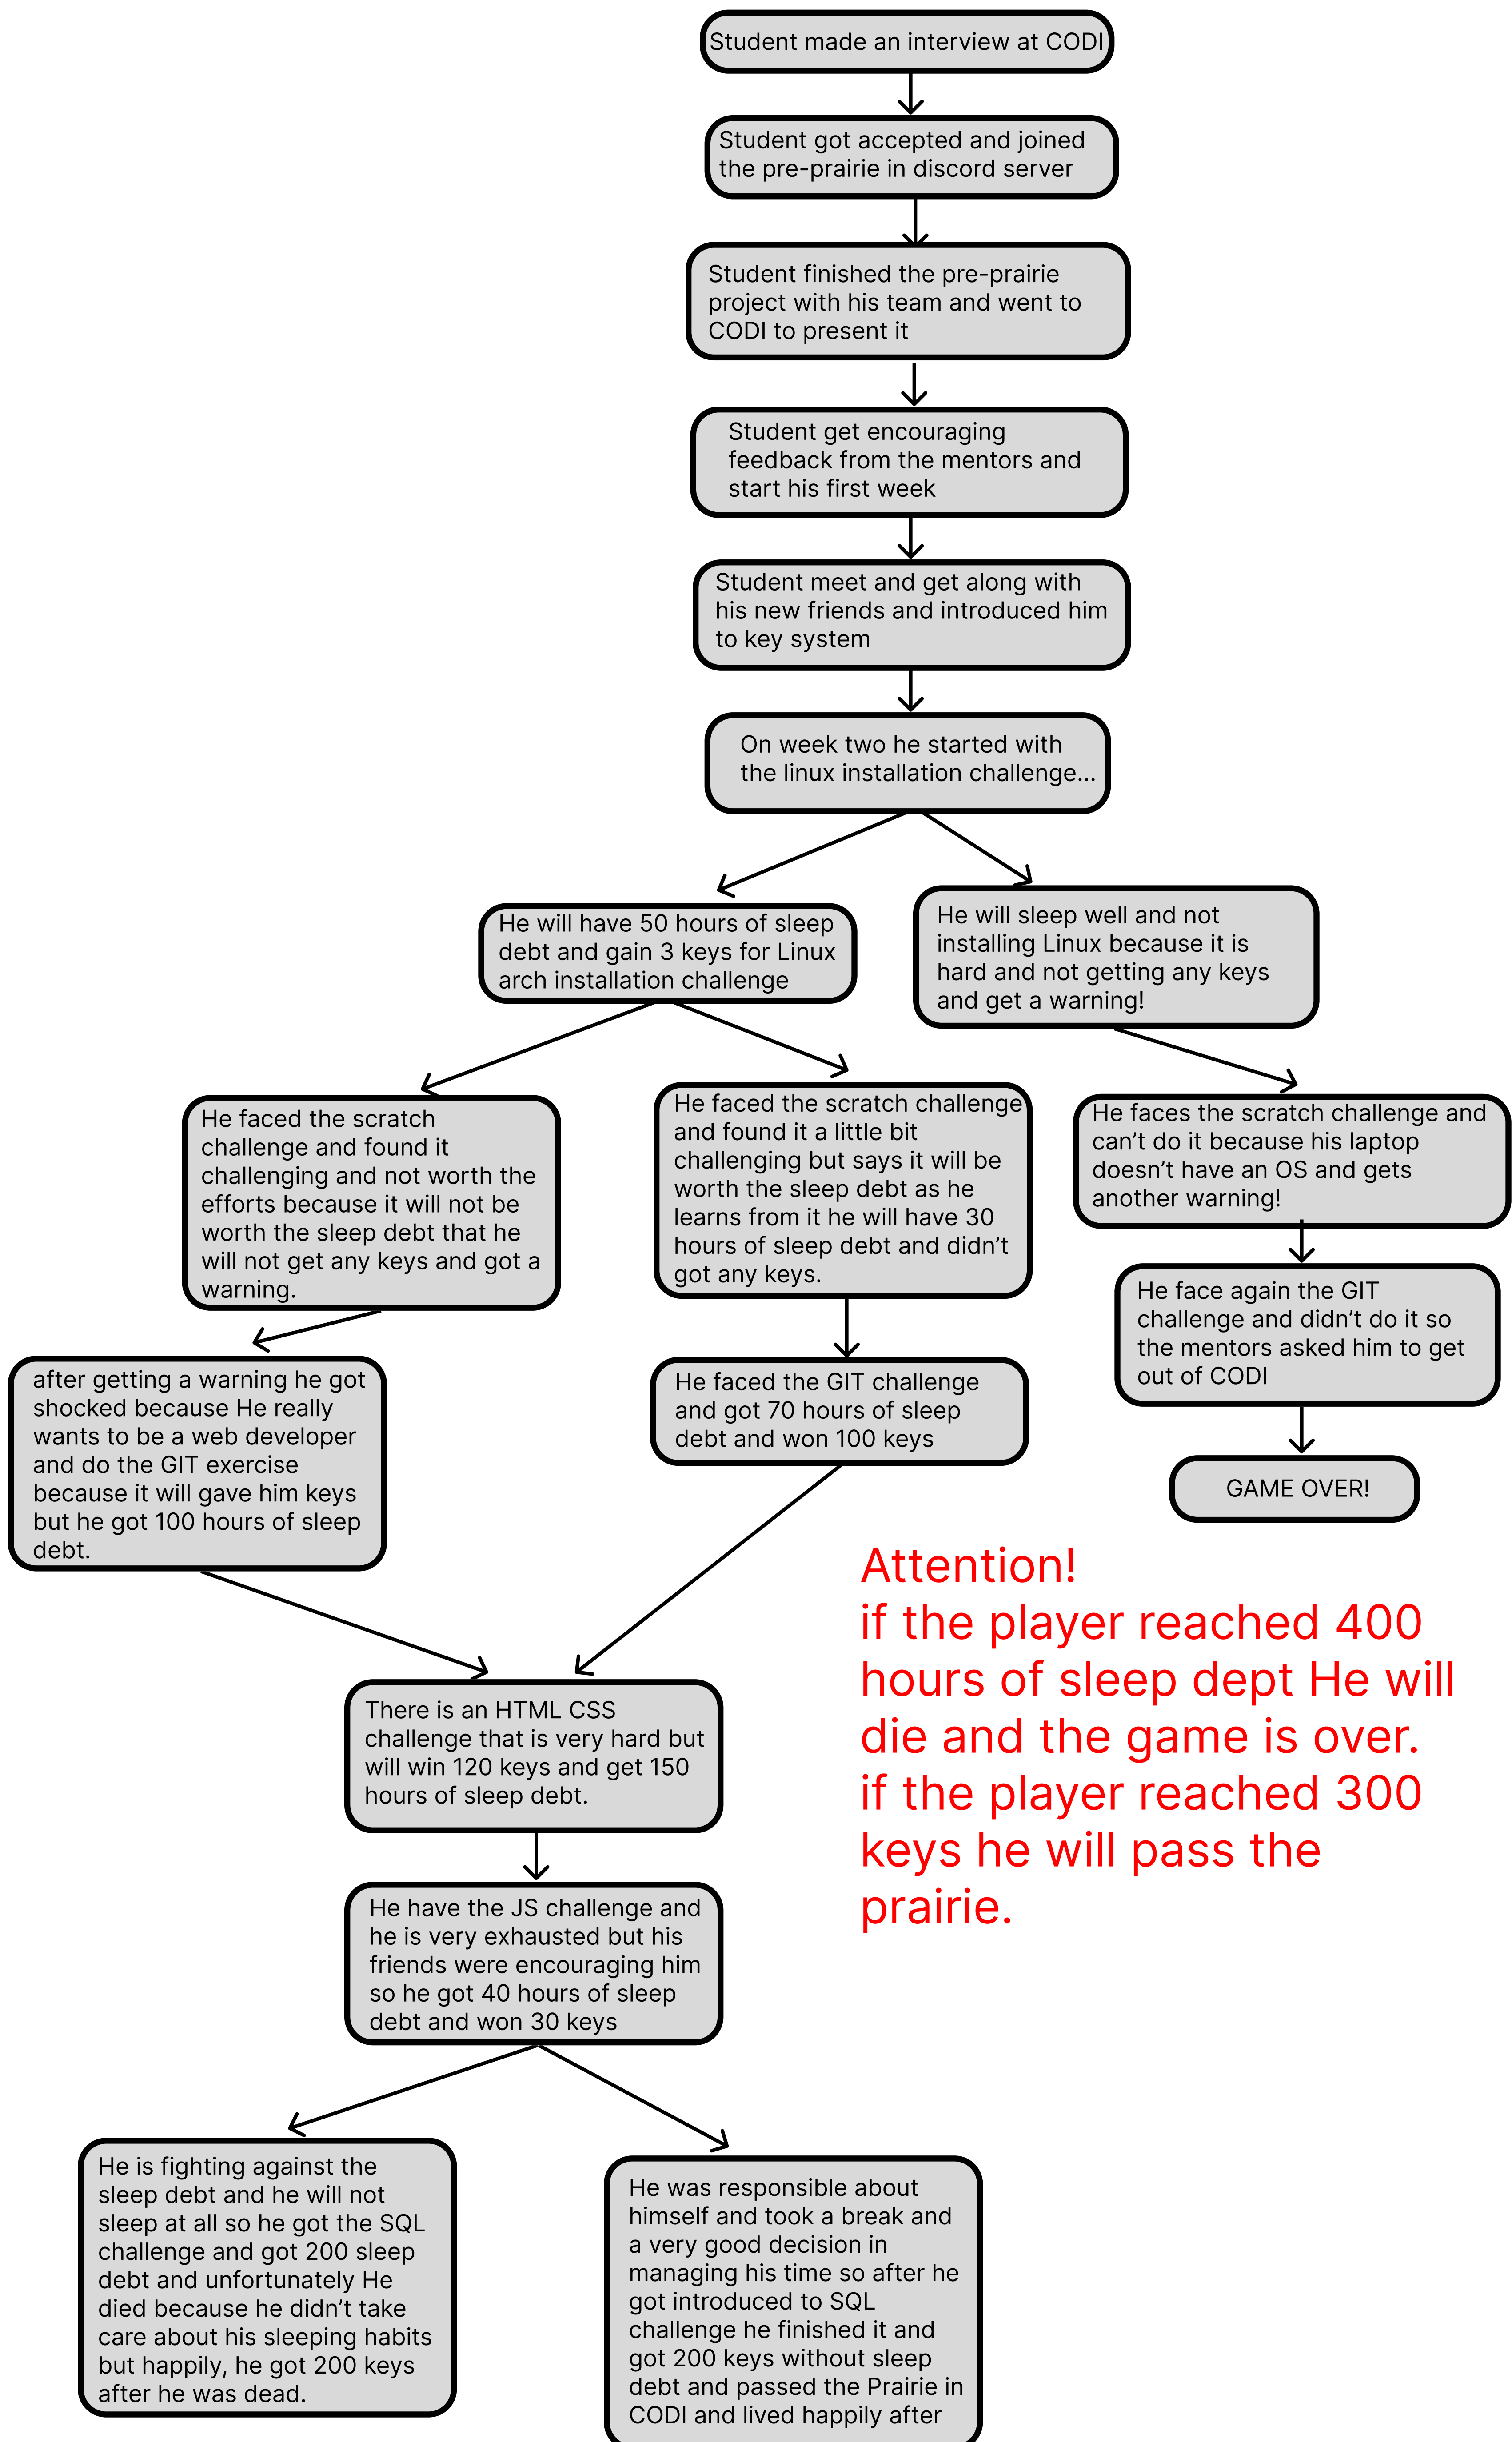 Student made an interview at CODI
Student got accepted and joined
the pre-prairie in discord server
Student finished the pre-prairie
project with his team and went to
CODI to present it
Student get encouraging
feedback from the mentors and
start his first week
Student meet and get along with
his new friends and introduced him
to key system
On week two he started with
the linux installation challenge...
He will have 50 hours of sleep
debt and gain 3 keys for Linux
arch installation challenge
He will sleep well and not
installing Linux because it is
hard and not getting any keys
and get a warning!
He faced the scratch
challenge and found it
challenging and not worth the
efforts because it will not be
worth the sleep debt that he
will not get any keys and got a
warning.
He faced the scratch challenge
and found it a little bit
challenging but says it will be
worth the sleep debt as he
learns from it he will have 30
hours of sleep debt and didn't
got any keys.
He faces the scratch challenge and
can't do it because his laptop
doesn't have an OS and gets
another warning!
He face again the GIT
challenge and didn't do it so
the mentors asked him to get
out of CODI
after getting a warning he got
shocked because He really
wants to be a web developer
and do the GIT exercise
because it will gave him keys
but he got 100 hours of sleep
debt.
He faced the GIT challenge
and got 70 hours of sleep
debt and won 100 keys
GAME OVER!
Attention!
if the player reached 400
hours of sleep dept He will
die and the game is over.
if the player reached 300
keys he will pass the
prairie.
There is an HTML CSS
challenge that is very hard but
will win 120 keys and get 150
hours of sleep debt.
He have the JS challenge and
he is very exhausted but his
friends were encouraging him
so he got 40 hours of sleep
debt and won 30 keys
He is fighting against the
sleep debt and he will not
sleep at all so he got the SQL
challenge and got 200 sleep
debt and unfortunately He
died because he didn't take
care about his sleeping habits
but happily, he got 200 keys
after he was dead.
He was responsible about
himself and took a break and
a very good decision in
managing his time so after he
got introduced to SQL
challenge he finished it and
got 200 keys without sleep
debt and passed the Prairie in
CODI and lived happily after